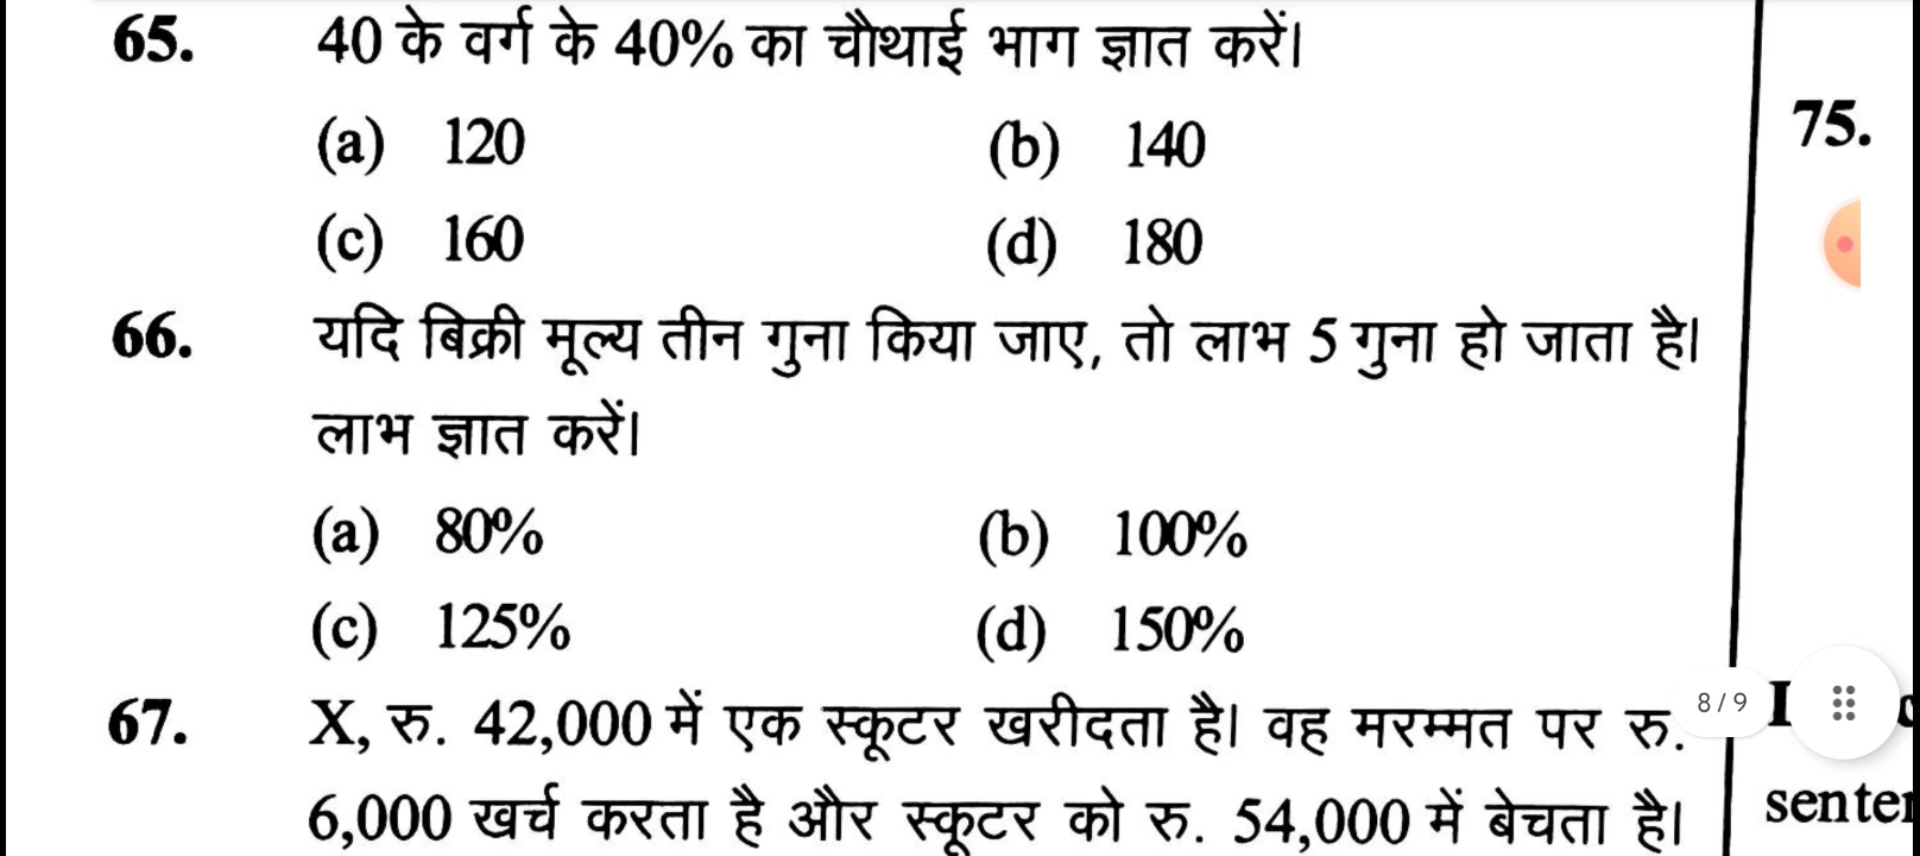 65. 40 के वर्ग के 40% का चौथाई भाग ज्ञात करें।
(a) 120 (b) 140
(c) 160 (d) 180
66. यदि बिक्री मूल्य तीन गुना किया जाए, तो लाभ 5 गुना हो जाता है।
लाभ ज्ञात करें।
(a) 80% (b) 100%
(c) 125% (d) 150%
67. X, रु. 42,000 में एक स्कूटर खरीदता है। वह मरम्मत पर रु.
6,000 खर्च करता है और स्कूटर को रु. 54,000 में बेचता है।
75.
8/9
I